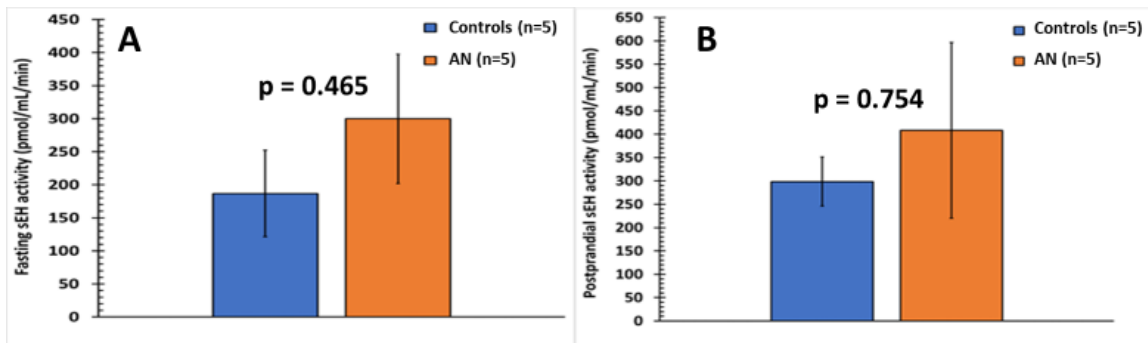 A
Fasting sEH activity (pmol/mL/min)
450
400
350
300
250
200
150
100
50
0
p = 0.465
Controls (n=5)
AN (n=5)
B
Postprandial sEH activity (pmol/mL/min)
650
600
550
500
450
400
350
300
250
200
150
100
50
0
p = 0.754
Controls (n=5)
AN (n=5)